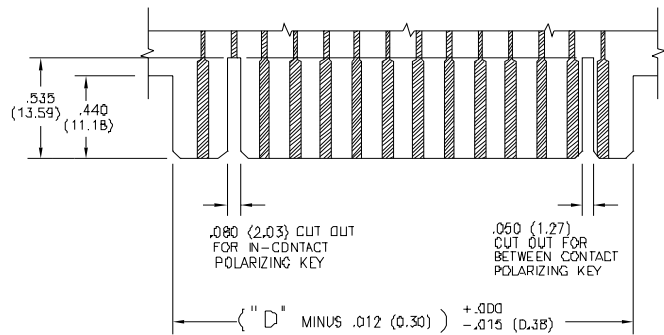 .535
(13.59)
.440
(11.18)
.080 (2.03) CUT OUT
FOR IN-CONTACT
POLARIZING KEY
.050 (1.27)
CUT OUT FOR
BETWEEN CONTACT
POLARIZING KEY
("D" MINUS .012 (0.30)) +.000
-.015 (0.38)